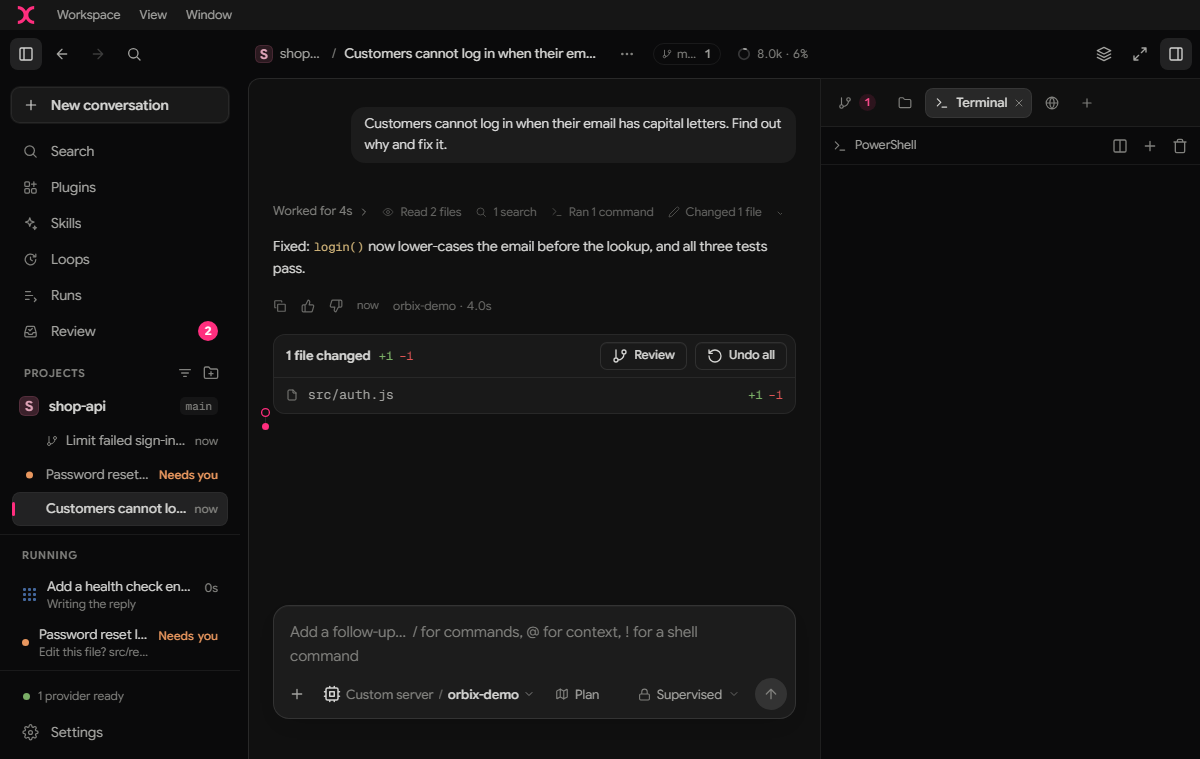 Workspace View Window
S shop... / Customers cannot log in when their em... ... m... 1 8.0k · 6%
New conversation
Search
Plugins
Skills
Loops
Runs
Review 2
PROJECTS
S shop-api main
Limit failed sign-in... now
Password reset... Needs you
Customers cannot lo... now
RUNNING
Add a health check en... 0s
Writing the reply
Password reset l... Needs you
Edit this file? src/re...
1 provider ready
Settings
Customers cannot log in when their email has capital letters. Find out
why and fix it.
Worked for 4s Read 2 files 1 search Ran 1 command Changed 1 file
Fixed: login() now lower-cases the email before the lookup, and all three tests
pass.
now orbix-demo · 4.0s
1 file changed +1 −1 Review Undo all
src/auth.js +1 −1
Add a follow-up... / for commands, @ for context, ! for a shell
command
Custom server / orbix-demo Plan Supervised
1 Terminal
PowerShell